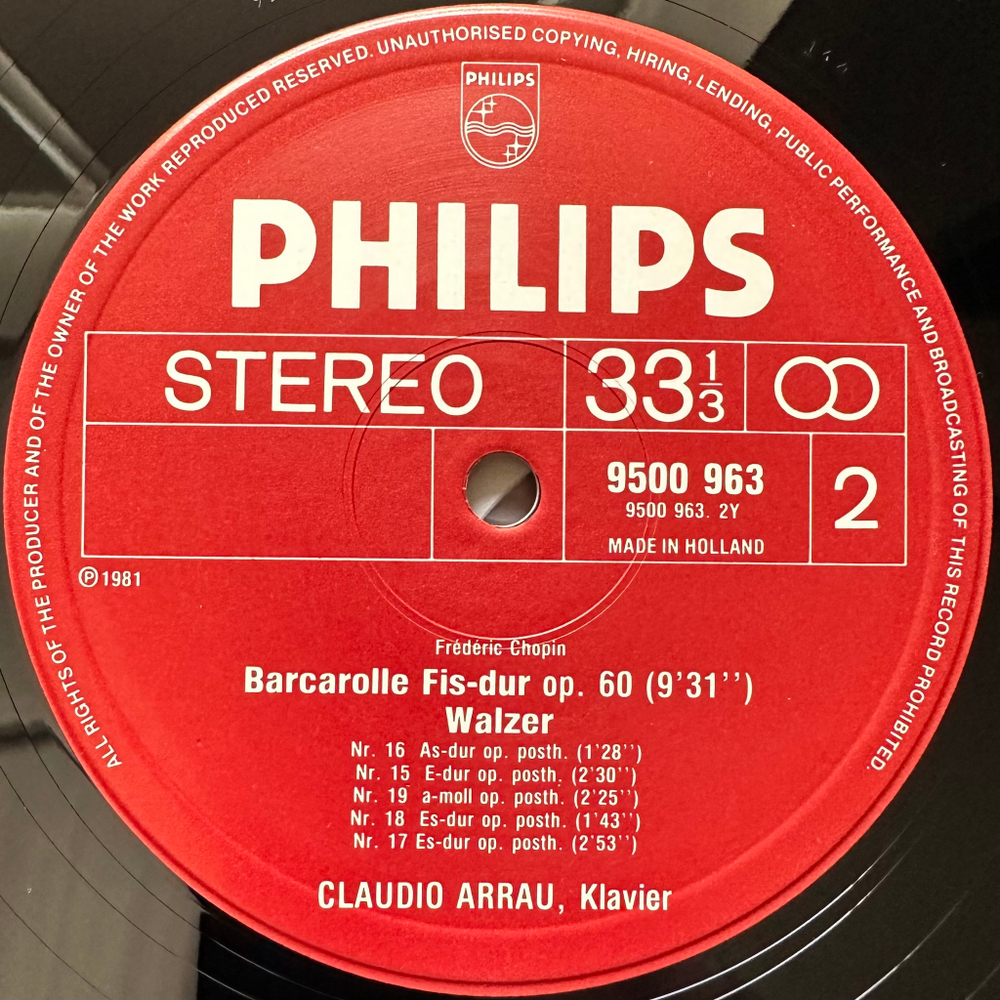 ALL RIGHTS OF THE PRODUCER AND OF THE OWNER OF THE WORK REPRODUCED RESERVED. UNAUTHORISED COPYING, HIRING, LENDING, PUBLIC PERFORMANCE AND BROADCASTING OF THIS RECORD PROHIBITED.
PHILIPS
PHILIPS
STEREO 33 1/3
9500 963
9500 963. 2Y
MADE IN HOLLAND
2
℗ 1981
Frédéric Chopin
Barcarolle Fis-dur op. 60 (9'31'')
Walzer
Nr. 16 As-dur op. posth. (1'28'')
Nr. 15 E-dur op. posth. (2'30'')
Nr. 19 a-moll op. posth. (2'25'')
Nr. 18 Es-dur op. posth. (1'43'')
Nr. 17 Es-dur op. posth. (2'53'')
CLAUDIO ARRAU, Klavier